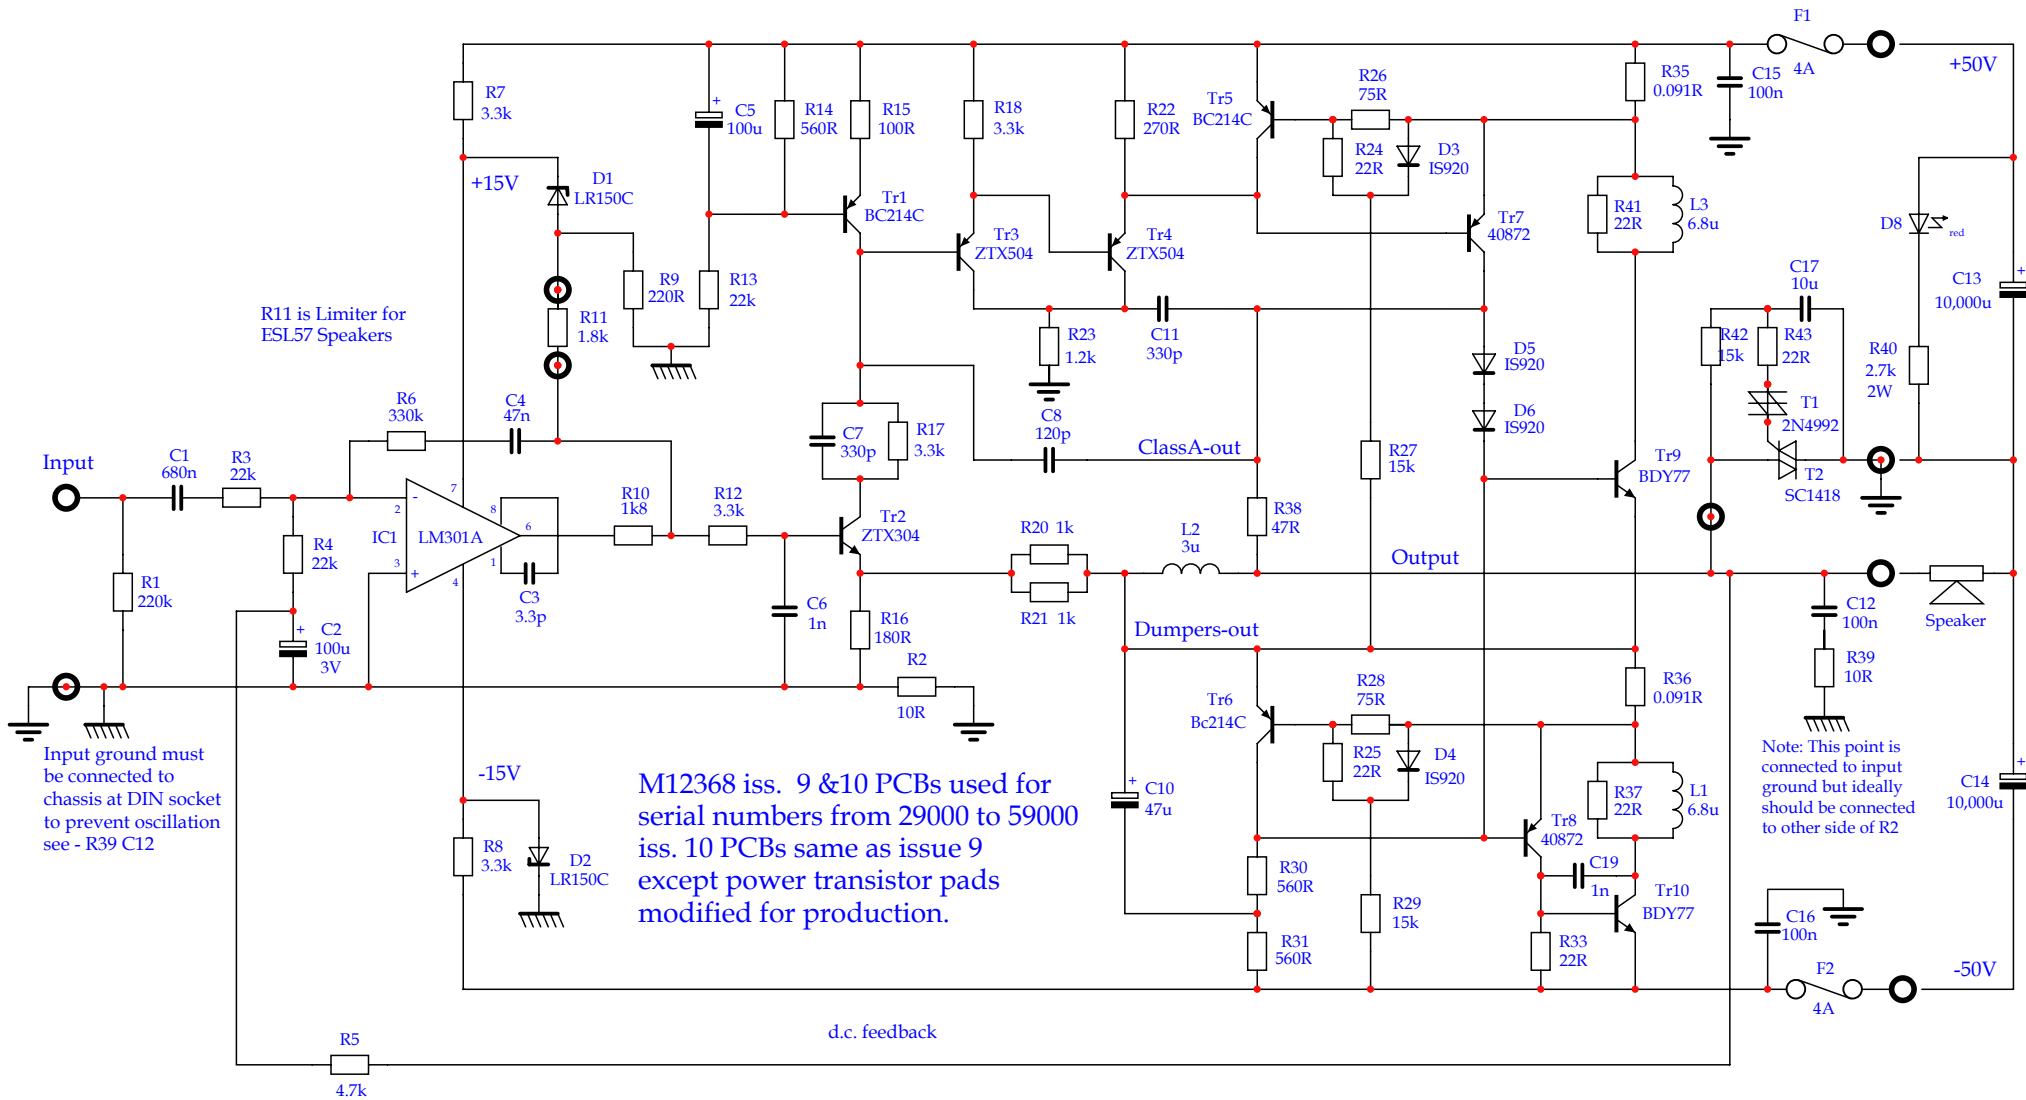 F1
4A
+50V
R7
3.3k
C5
100u
+
R14
560R
R15
100R
R18
3.3k
R22
270R
Tr5
BC214C
R26
75R
R24
22R
D3
IS920
R35
0.091R
C15
100n
+15V
D1
LR150C
Tr1
BC214C
Tr3
ZTX504
Tr4
ZTX504
Tr7
40872
R41
22R
L3
6.8u
D8
red
R9
220R
R13
22k
R11 is Limiter for
ESL57 Speakers
R11
1.8k
R23
1.2k
C11
330p
D5
IS920
D6
IS920
C17
10u
R42
15k
R43
22R
T1
2N4992
T2
SC1418
R40
2.7k
2W
C13
10,000u
+
R6
330k
C4
47n
C7
330p
R17
3.3k
C8
120p
ClassA-out
R27
15k
Tr9
BDY77
Input
C1
680n
R3
22k
-
2
7
IC1
LM301A
8
6
3
+
4
1
C3
3.3p
R10
1k8
R12
3.3k
Tr2
ZTX304
R20 1k
R21 1k
L2
3u
R38
47R
Output
R1
220k
R4
22k
+
C2
100u
3V
C6
1n
R16
180R
R2
10R
Dumpers-out
C12
100n
R39
10R
Speaker
Tr6
Bc214C
R28
75R
R25
22R
D4
IS920
R36
0.091R
Input ground must
be connected to
chassis at DIN socket
to prevent oscillation
see - R39 C12
-15V
R8
3.3k
D2
LR150C
M12368 iss. 9 &10 PCBs used for
serial numbers from 29000 to 59000
iss. 10 PCBs same as issue 9
except power transistor pads
modified for production.
+
C10
47u
Tr8
40872
R37
22R
L1
6.8u
Note: This point is
connected to input
ground but ideally
should be connected
to other side of R2
C14
10,000u
+
R30
560R
R31
560R
R29
15k
C19
1n
Tr10
BDY77
R33
22R
C16
100n
F2
4A
-50V
d.c. feedback
R5
4.7k